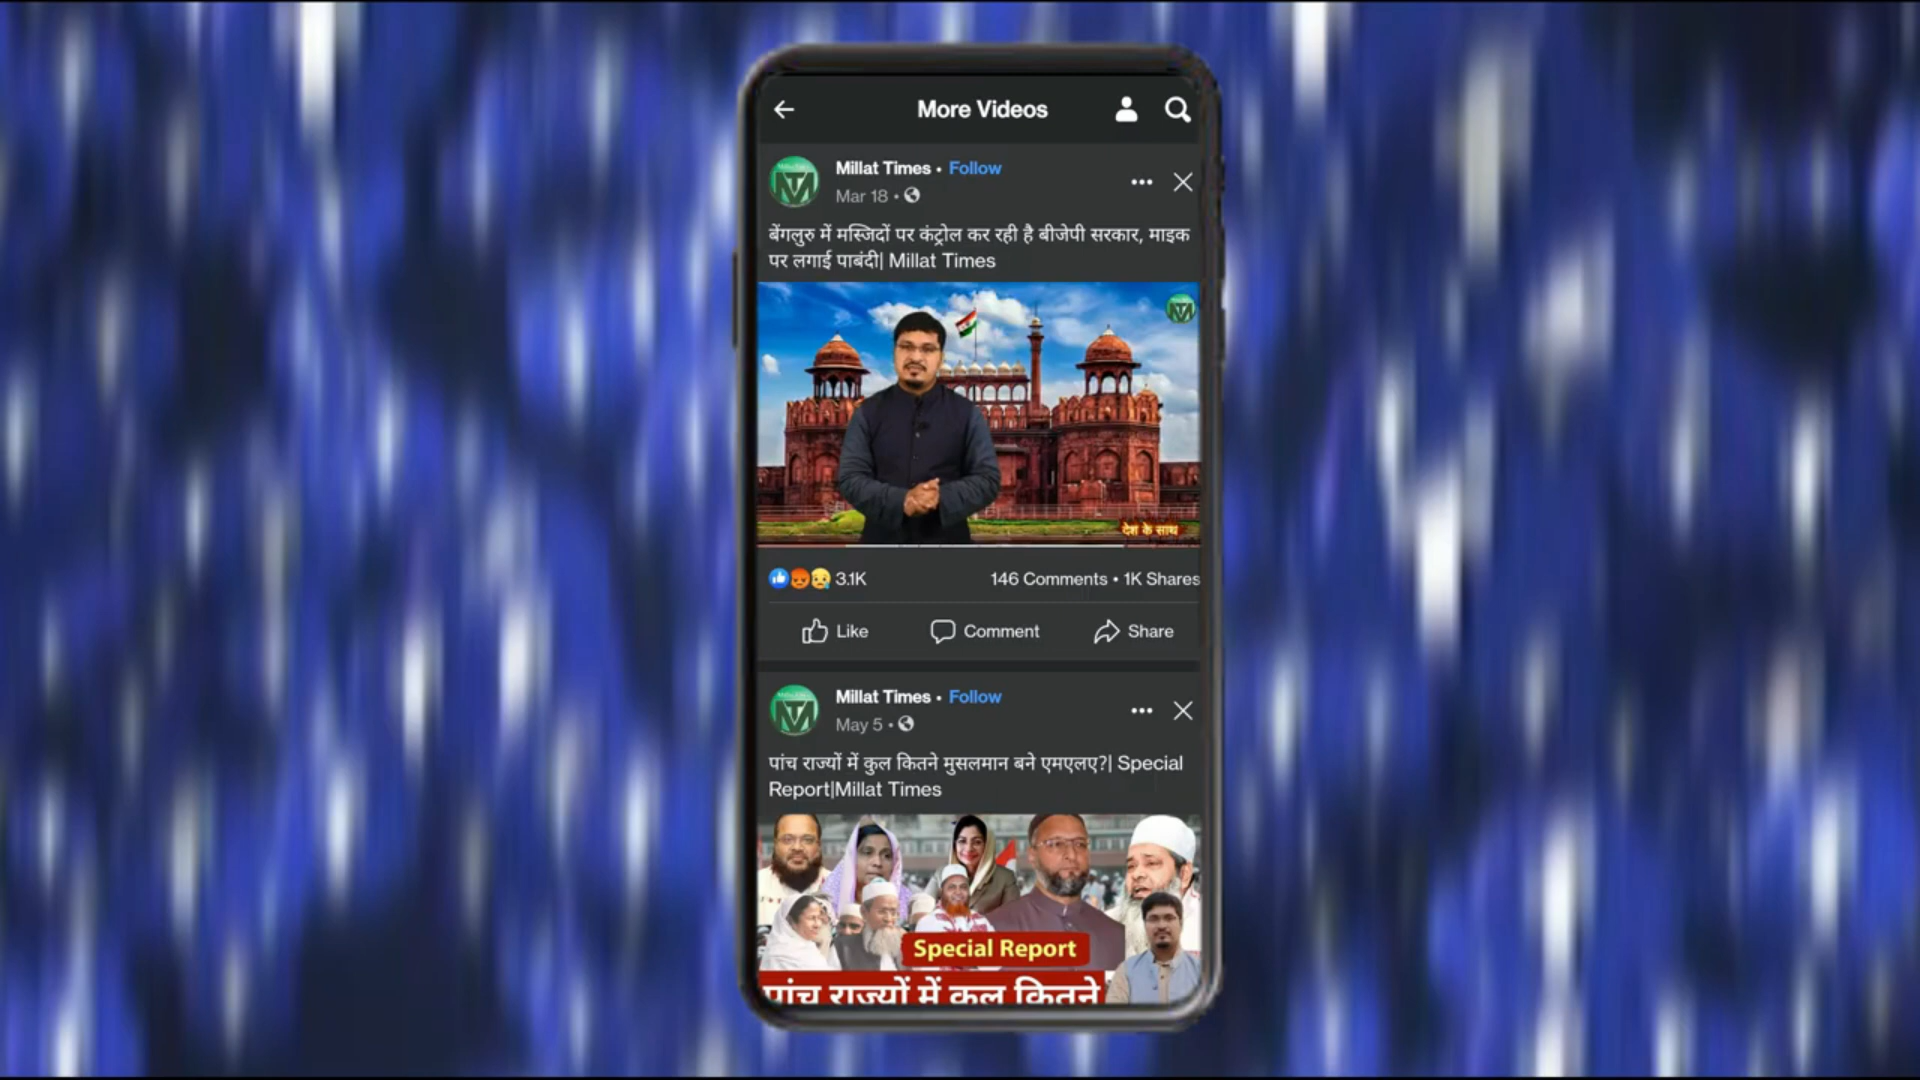 More Videos
Millat Times • Follow
Mar 18 •
बेंगलुरु में मस्जिदों पर कंट्रोल कर रही है बीजेपी सरकार, माइक
पर लगाई पाबंदी| Millat Times
देश के साथ
3.1K 146 Comments • 1K Shares
Like Comment Share
Millat Times • Follow
May 5 •
पांच राज्यों में कुल कितने मुसलमान बने एमएलए?| Special
Report|Millat Times
Special Report
पांच राज्यों में कुल कितने